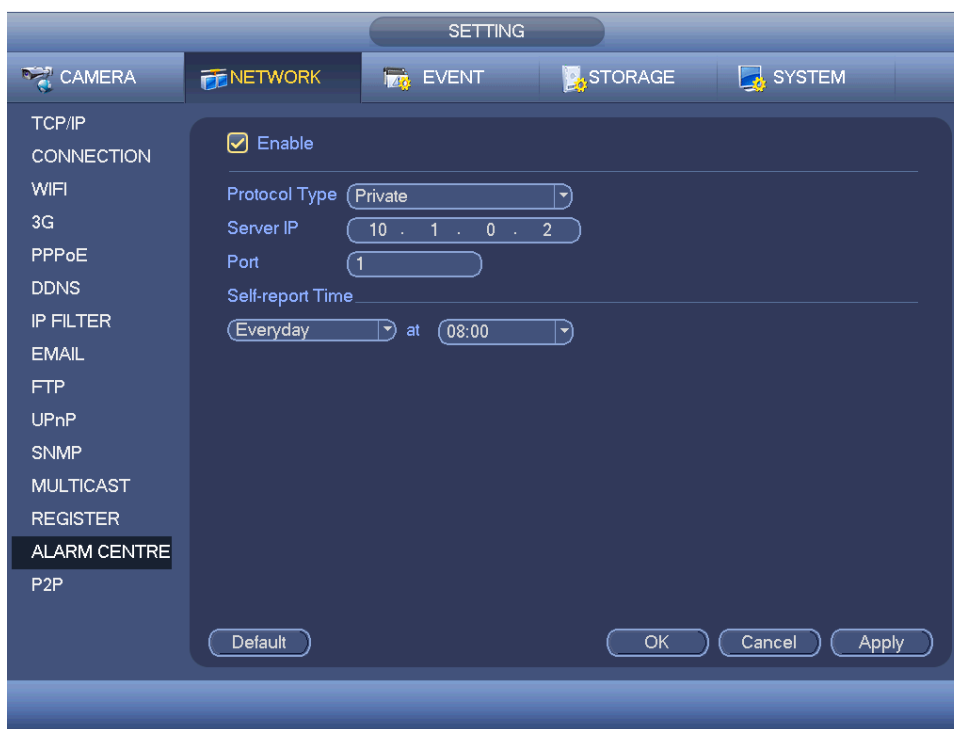 SETTING
CAMERA NETWORK EVENT STORAGE SYSTEM
TCP/IP
CONNECTION
WIFI
3G
PPPoE
DDNS
IP FILTER
EMAIL
FTP
UPnP
SNMP
MULTICAST
REGISTER
ALARM CENTRE
P2P
Enable
Protocol Type Private
Server IP 10 . 1 . 0 . 2
Port 1
Self-report Time
Everyday at 08:00
Default OK Cancel Apply